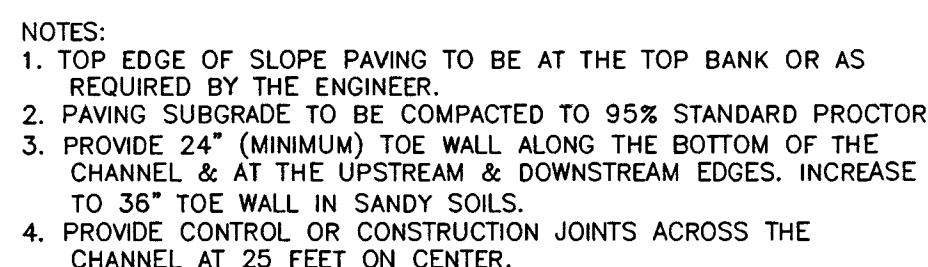 NOTES:
1. TOP EDGE OF SLOPE PAVING TO BE AT THE TOP BANK OR AS
REQUIRED BY THE ENGINEER.
2. PAVING SUBGRADE TO BE COMPACTED TO 95% STANDARD PROCTOR
3. PROVIDE 24" (MINIMUM) TOE WALL ALONG THE BOTTOM OF THE
CHANNEL & AT THE UPSTREAM & DOWNSTREAM EDGES. INCREASE
TO 36" TOE WALL IN SANDY SOILS.
4. PROVIDE CONTROL OR CONSTRUCTION JOINTS ACROSS THE
CHANNEL AT 25 FEET ON CENTER.